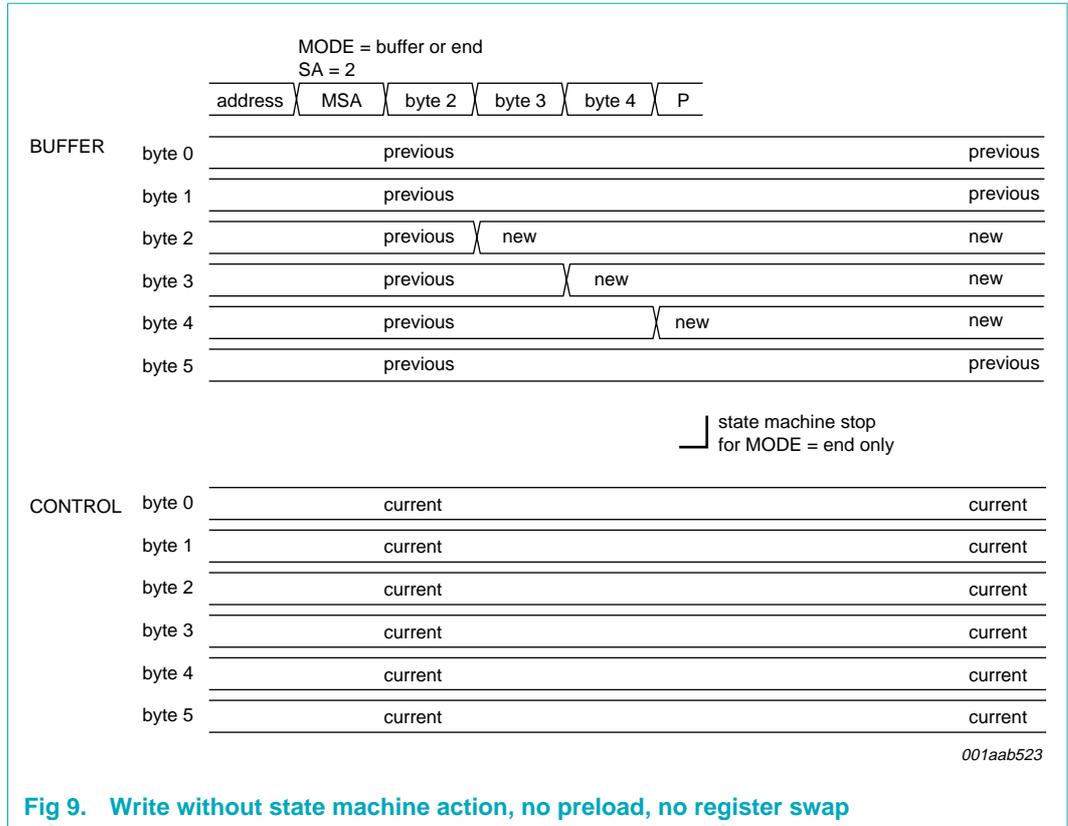 MODE = buffer or end
SA = 2
address MSA byte 2 byte 3 byte 4 P
BUFFER byte 0 previous previous
byte 1 previous previous
byte 2 previous new new
byte 3 previous new new
byte 4 previous new new
byte 5 previous previous
state machine stop
for MODE = end only
CONTROL byte 0 current current
byte 1 current current
byte 2 current current
byte 3 current current
byte 4 current current
byte 5 current current
001aab523
Fig 9. Write without state machine action, no preload, no register swap